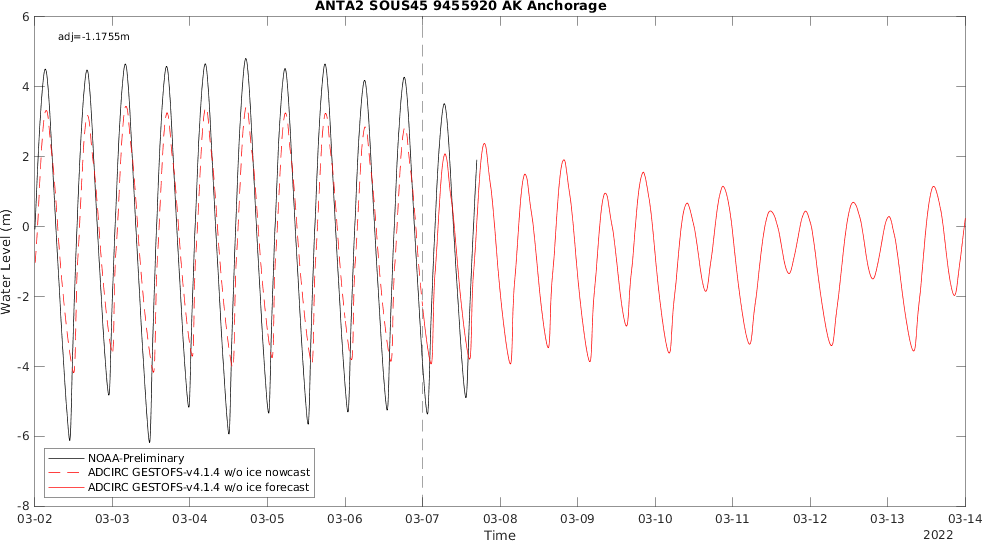 ANTA2 SOUS45 9455920 AK Anchorage
adj=-1.1755m
6
4
2
0
-2
-4
-6
-8
Water Level (m)
NOAA-Preliminary
ADCIRC GESTOFS-v4.1.4 w/o ice nowcast
ADCIRC GESTOFS-v4.1.4 w/o ice forecast
03-02 03-03 03-04 03-05 03-06 03-07 03-08 03-09 03-10 03-11 03-12 03-13 03-14
Time
2022